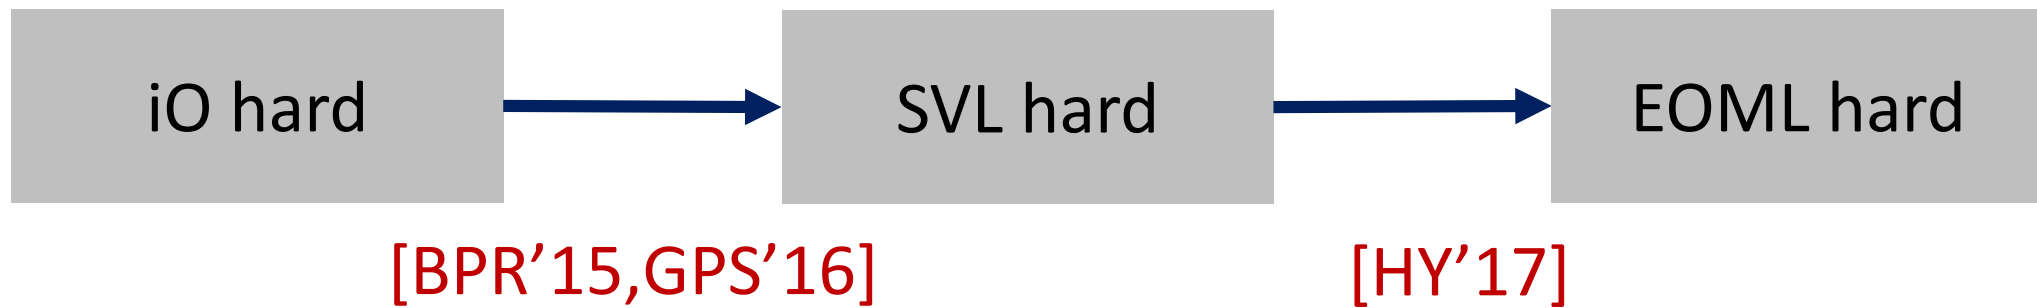 iO hard
SVL hard
EOML hard
[BPR’15,GPS’16]
[HY’17]